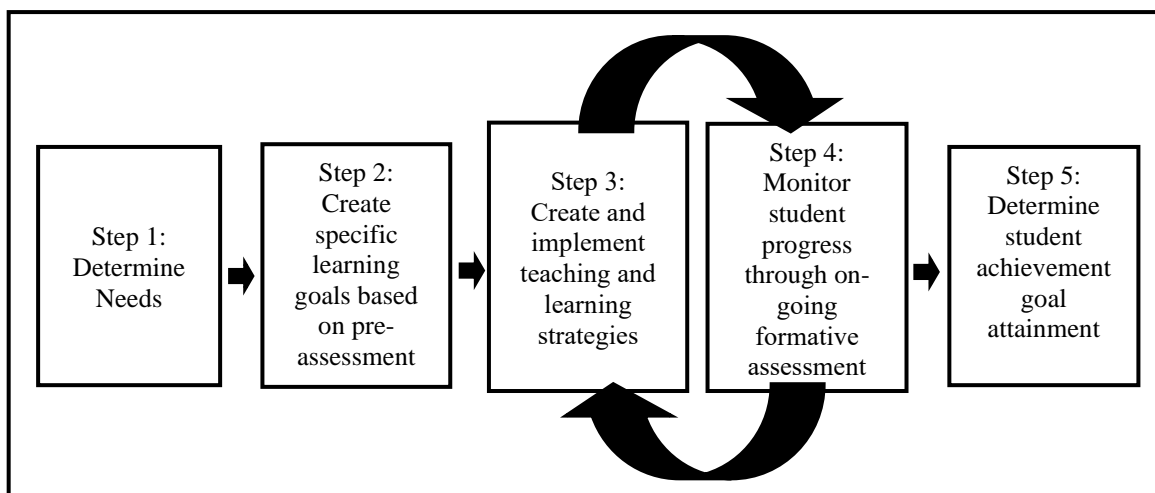 Step 1:
Determine
Needs
Step 2:
Create
specific
learning
goals based
on pre-
assessment
Step 3:
Create and
implement
teaching and
learning
strategies
Step 4:
Monitor
student
progress
through on-
going
formative
assessment
Step 5:
Determine
student
achievement
goal
attainment